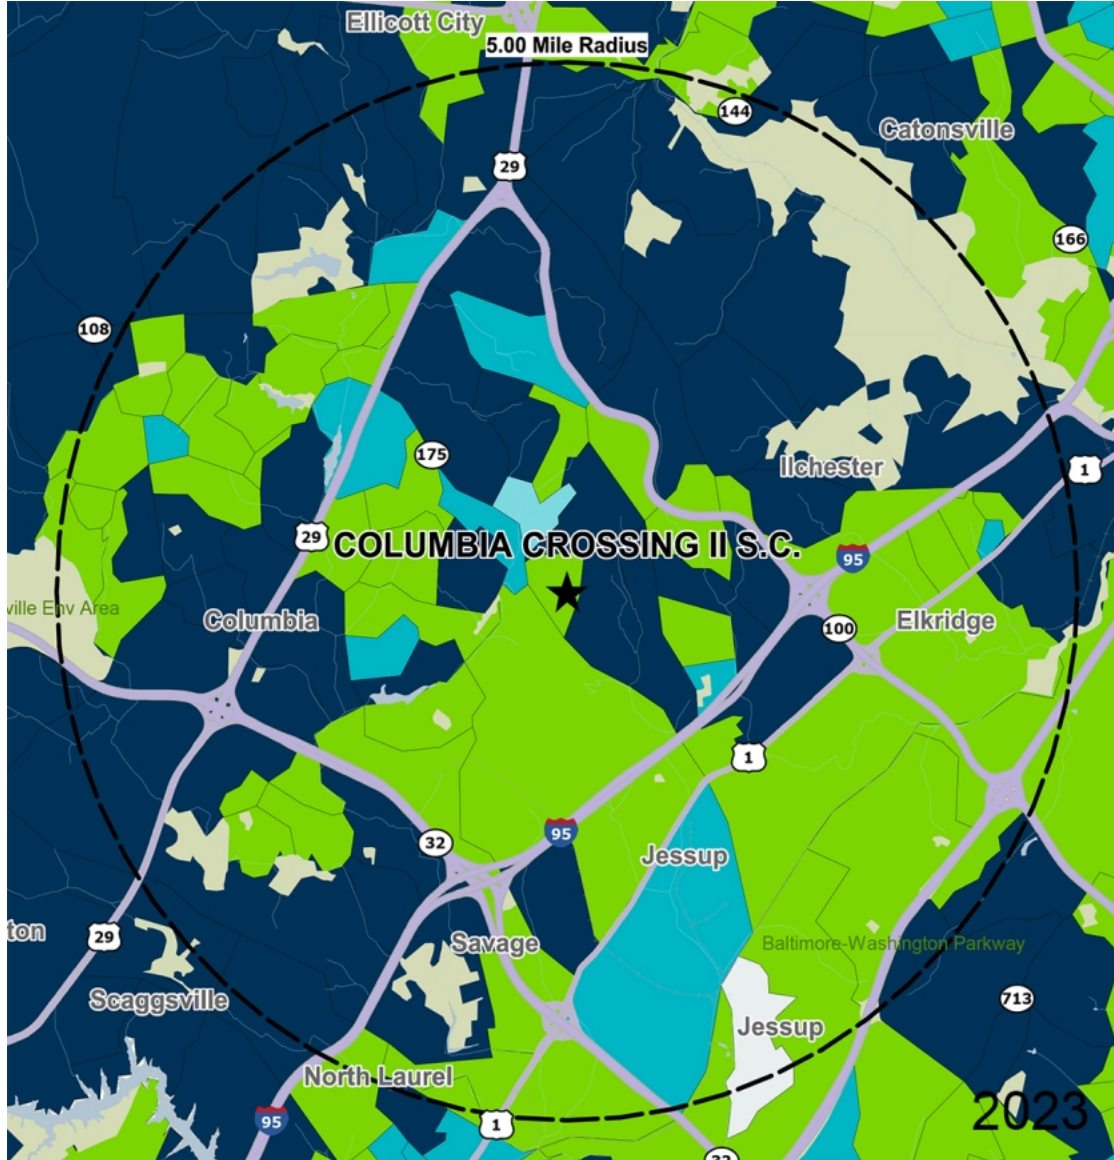 Ellicott City
5.00 Mile Radius
144
Catonsville
29
166
108
175
Ilchester
1
29
COLUMBIA CROSSING II S.C.
95
ville Env Area
Columbia
100
Elkridge
1
32
95
Jessup
ton
29
Savage
Baltimore-Washington Parkway
Scaggsville
713
Jessup
North Laurel
95
1
2023
32